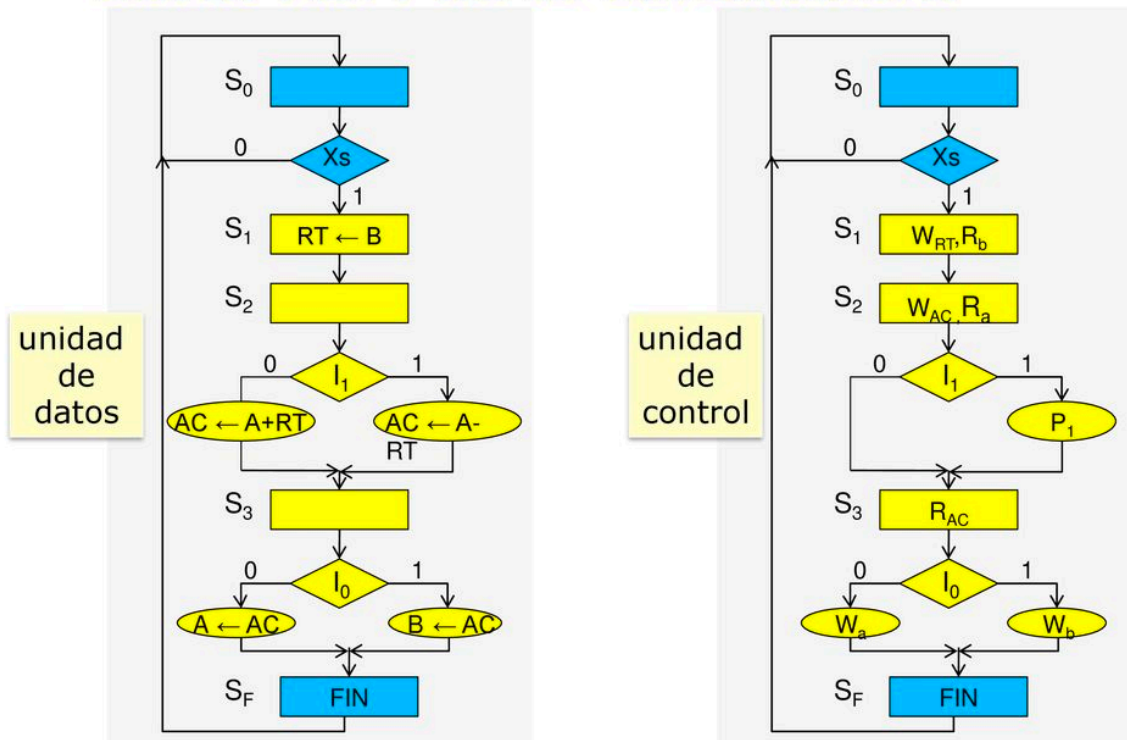 S0
Xs
0
1
S1
RT ← B
S2
0
1
I1
AC ← A+RT
AC ← A-
RT
S3
0
1
I0
A ← AC
B ← AC
SF
FIN
unidad
de
datos
S0
Xs
0
1
S1
WRT,Rb
S2
WAC,Ra
0
1
I1
P1
S3
RAC
0
1
I0
Wa
Wb
SF
FIN
unidad
de
control